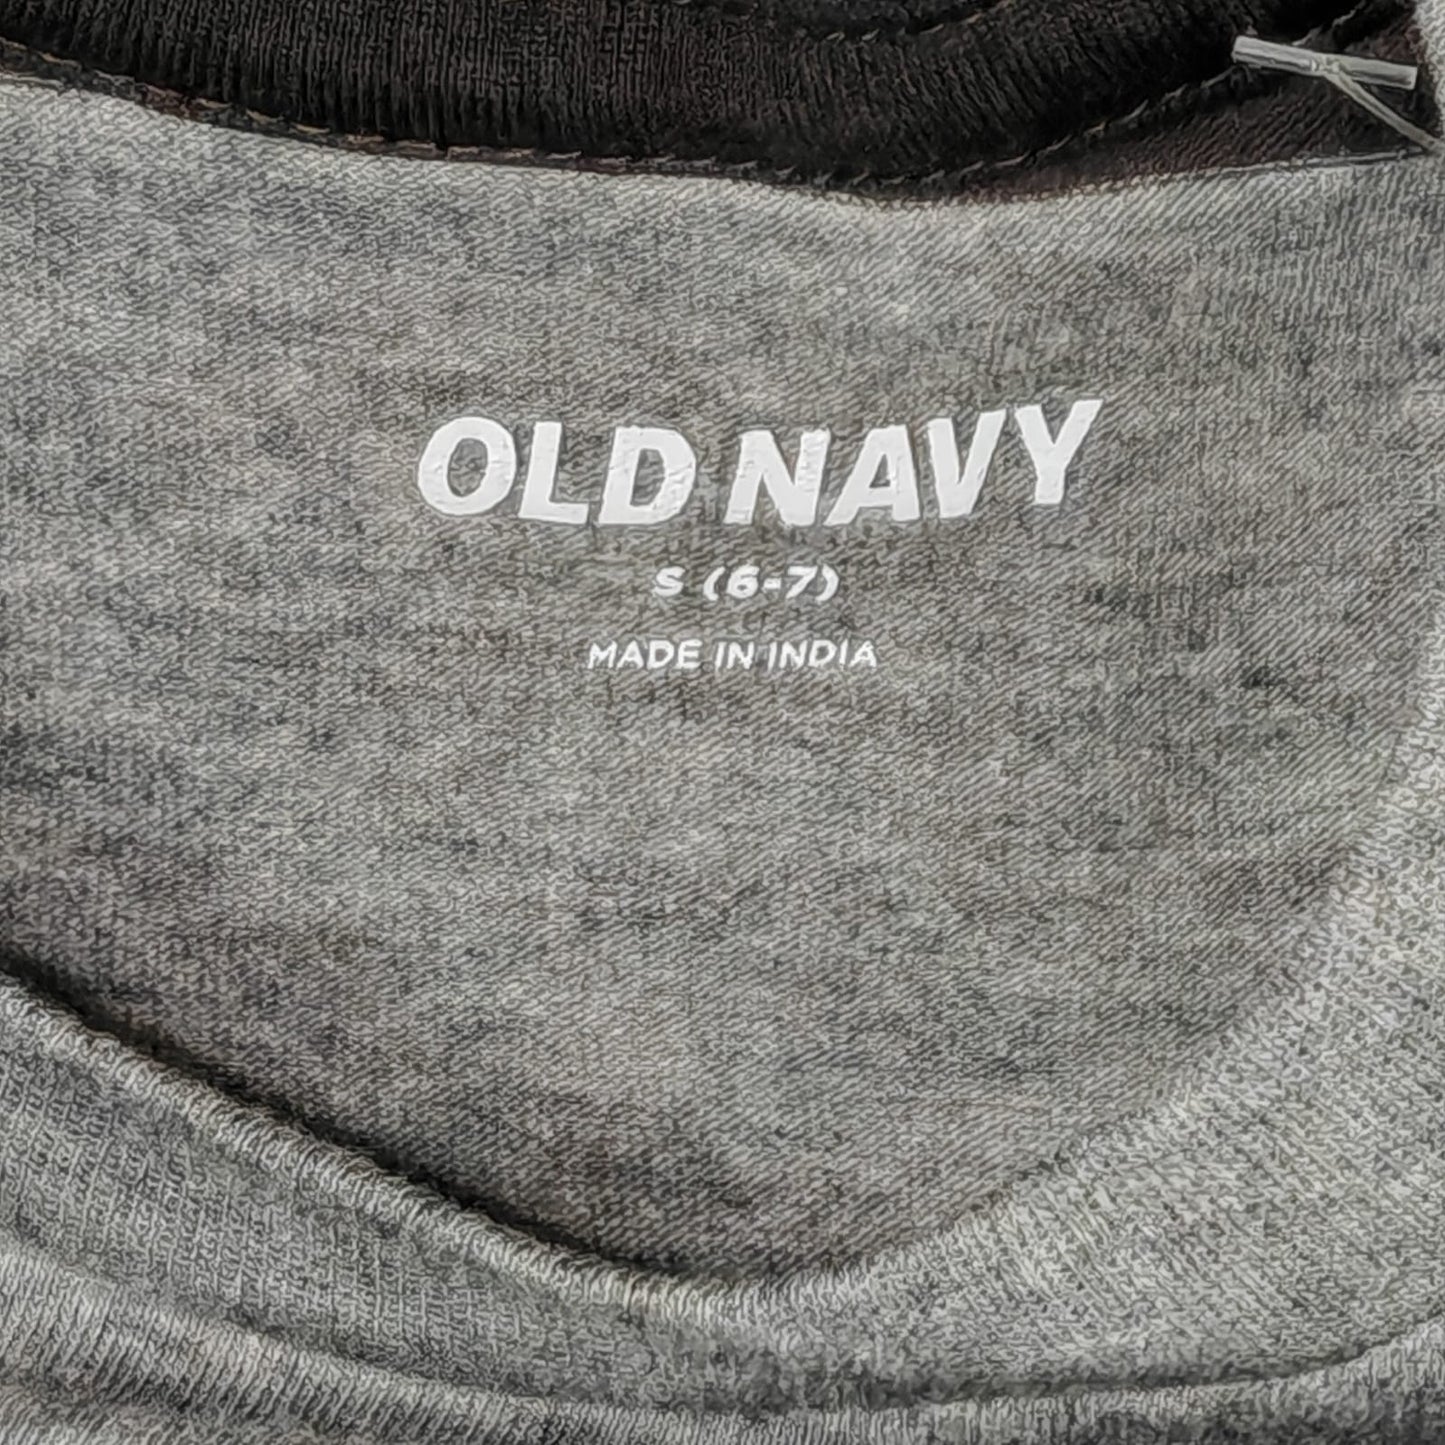 OLD NAVY
S (6-7)
MADE IN INDIA